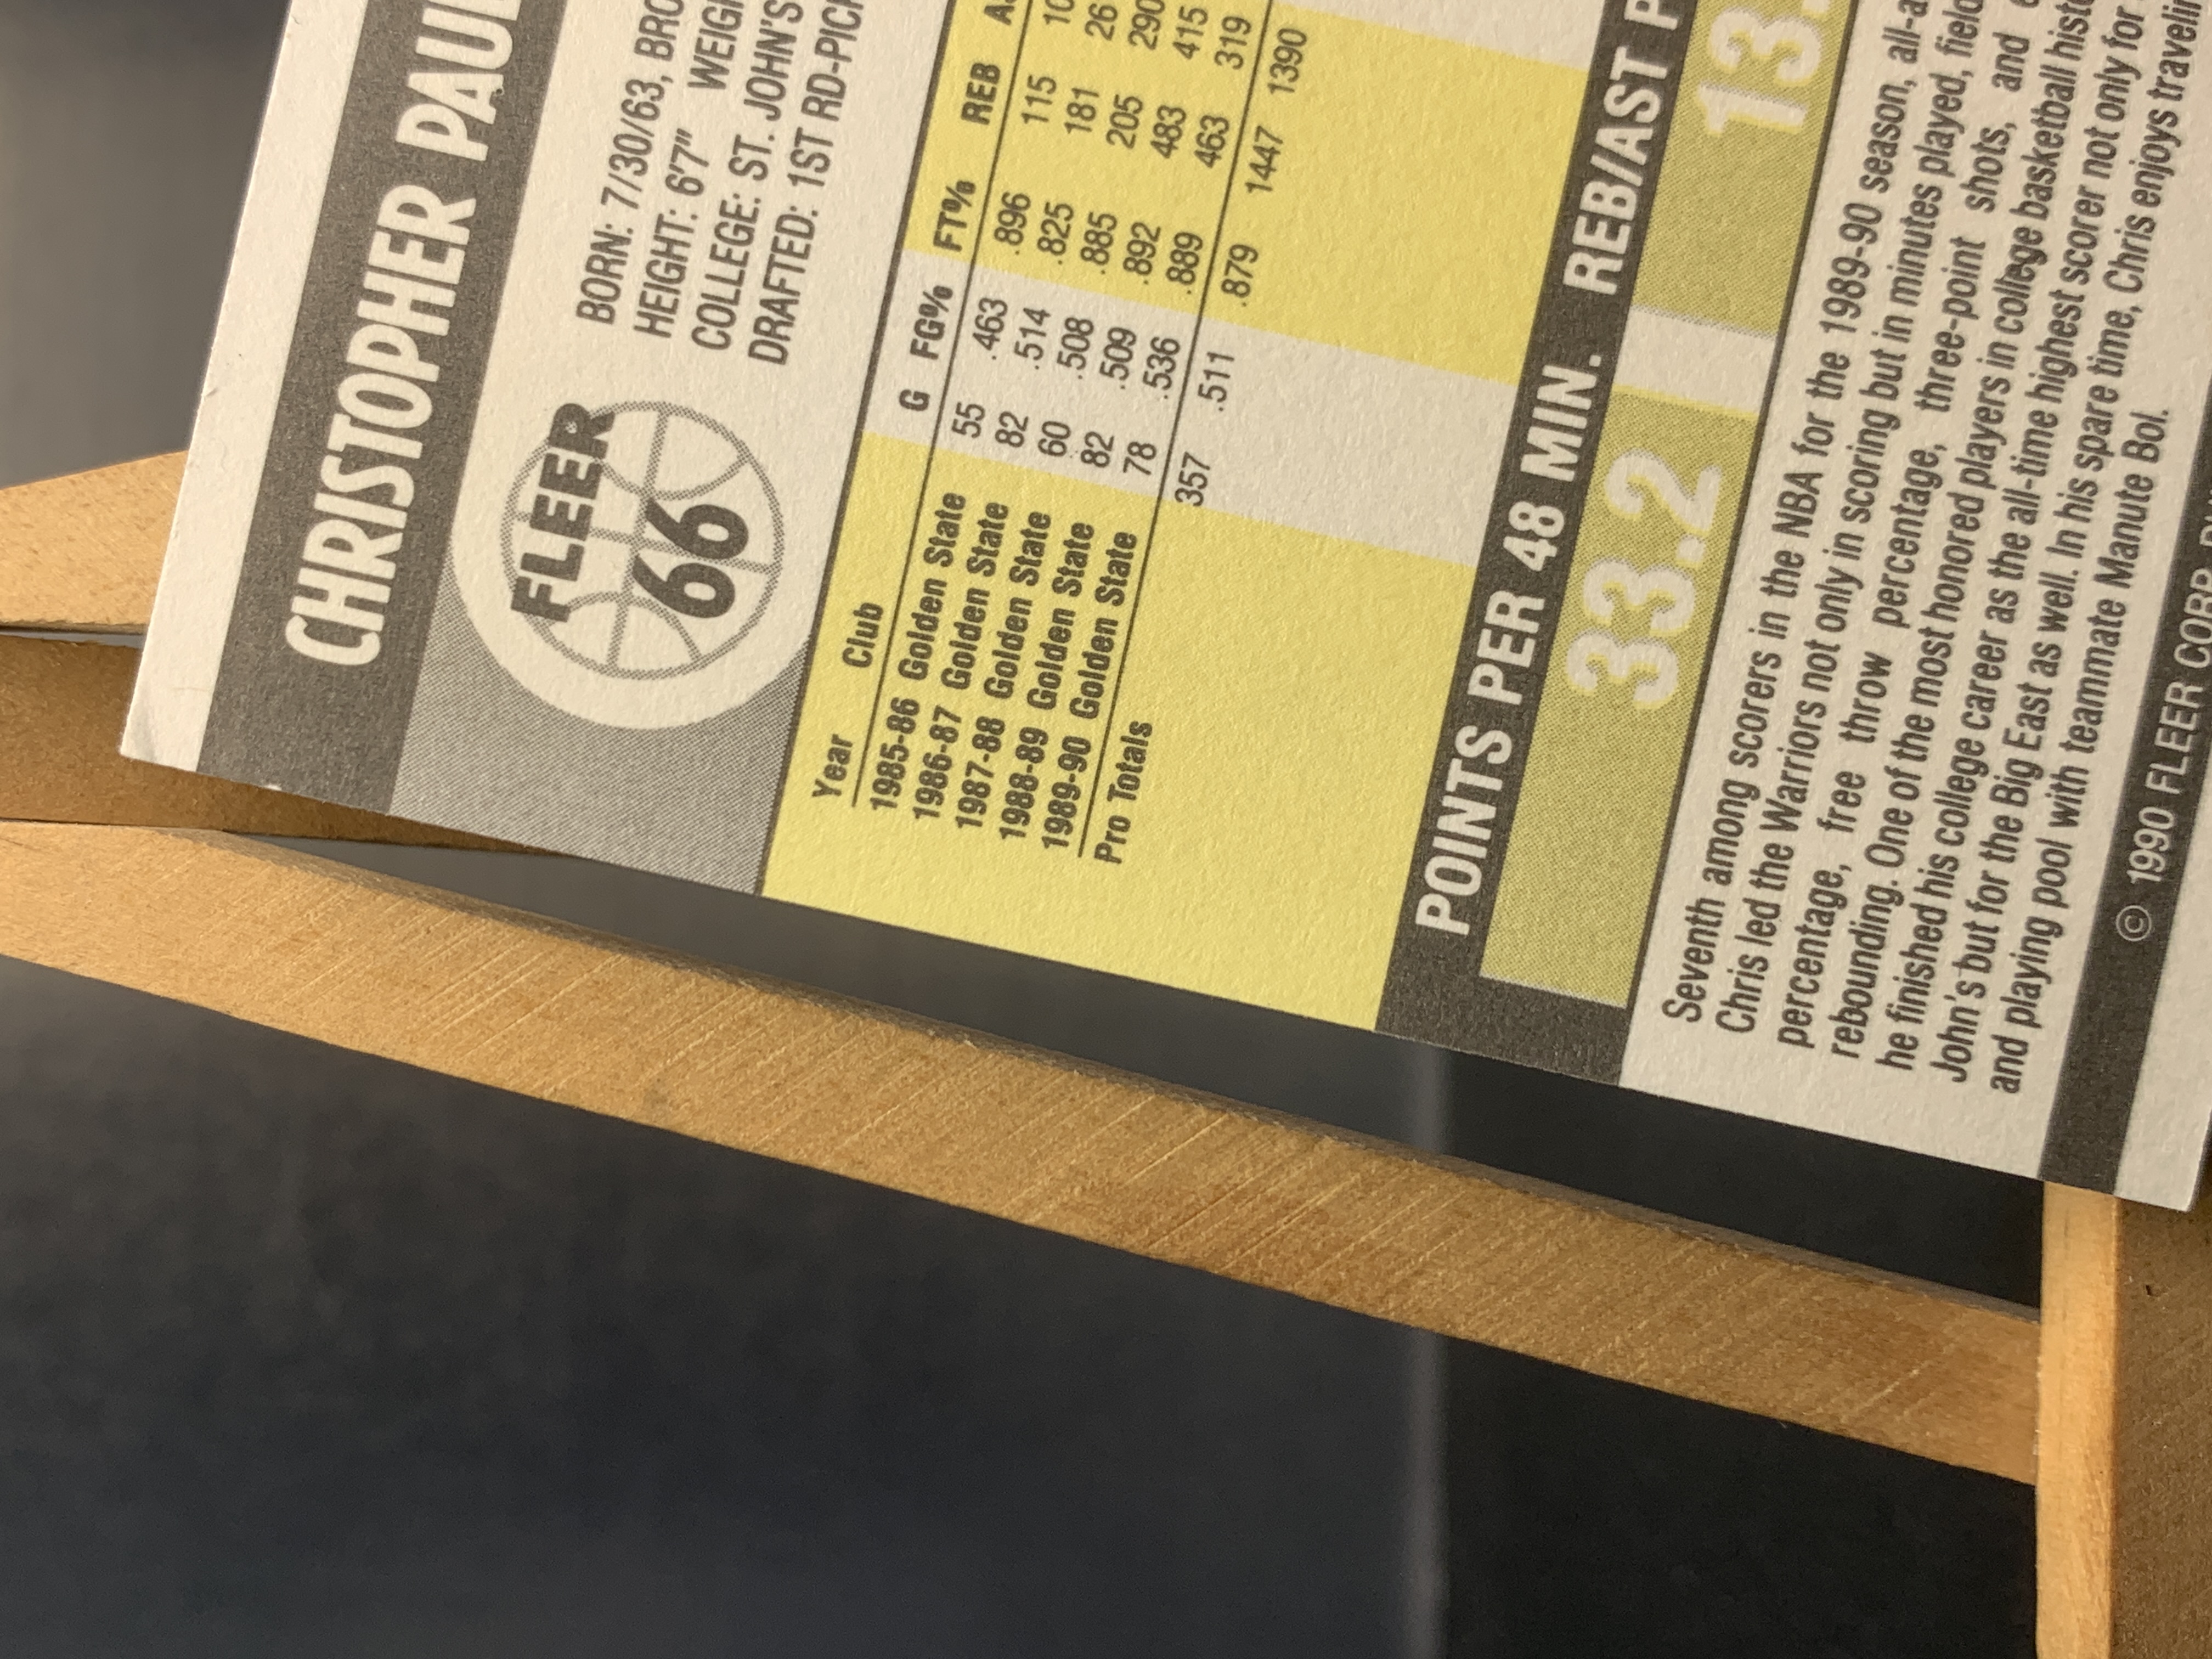 CHRISTOPHER PAUL
FLEER
66
BORN: 7/30/63,
HEIGHT: 6'7"
COLLEGE: ST. JOHN'S
DRAFTED: 1ST
Year Club G FG% FT% REB
1985-86 Golden State 55 .463 .896 115
1986-87 Golden State 82 .514 .825 181 26
1987-88 Golden State 60 .508 .885 205 290
1988-89 Golden State 82 .509 .892 483 415
1989-90 Golden State 78 .536 .889 463 319
Pro Totals 357 .511 .879 1447 1390
POINTS PER 48 MIN. REB/AST
33.2 13.
Seventh among scorers in the NBA for the 1989-90 season,
Chris led the Warriors not only in scoring but in minutes played, field
percentage, free throw percentage, three-point shots, and
rebounding. One of the most honored players in college basketball
he finished his college career as the all-time highest scorer not only for
John's but for the Big East as well. In his spare time, Chris enjoys
and playing pool with teammate Manute Bol.
© 1990 FLEER CORP.